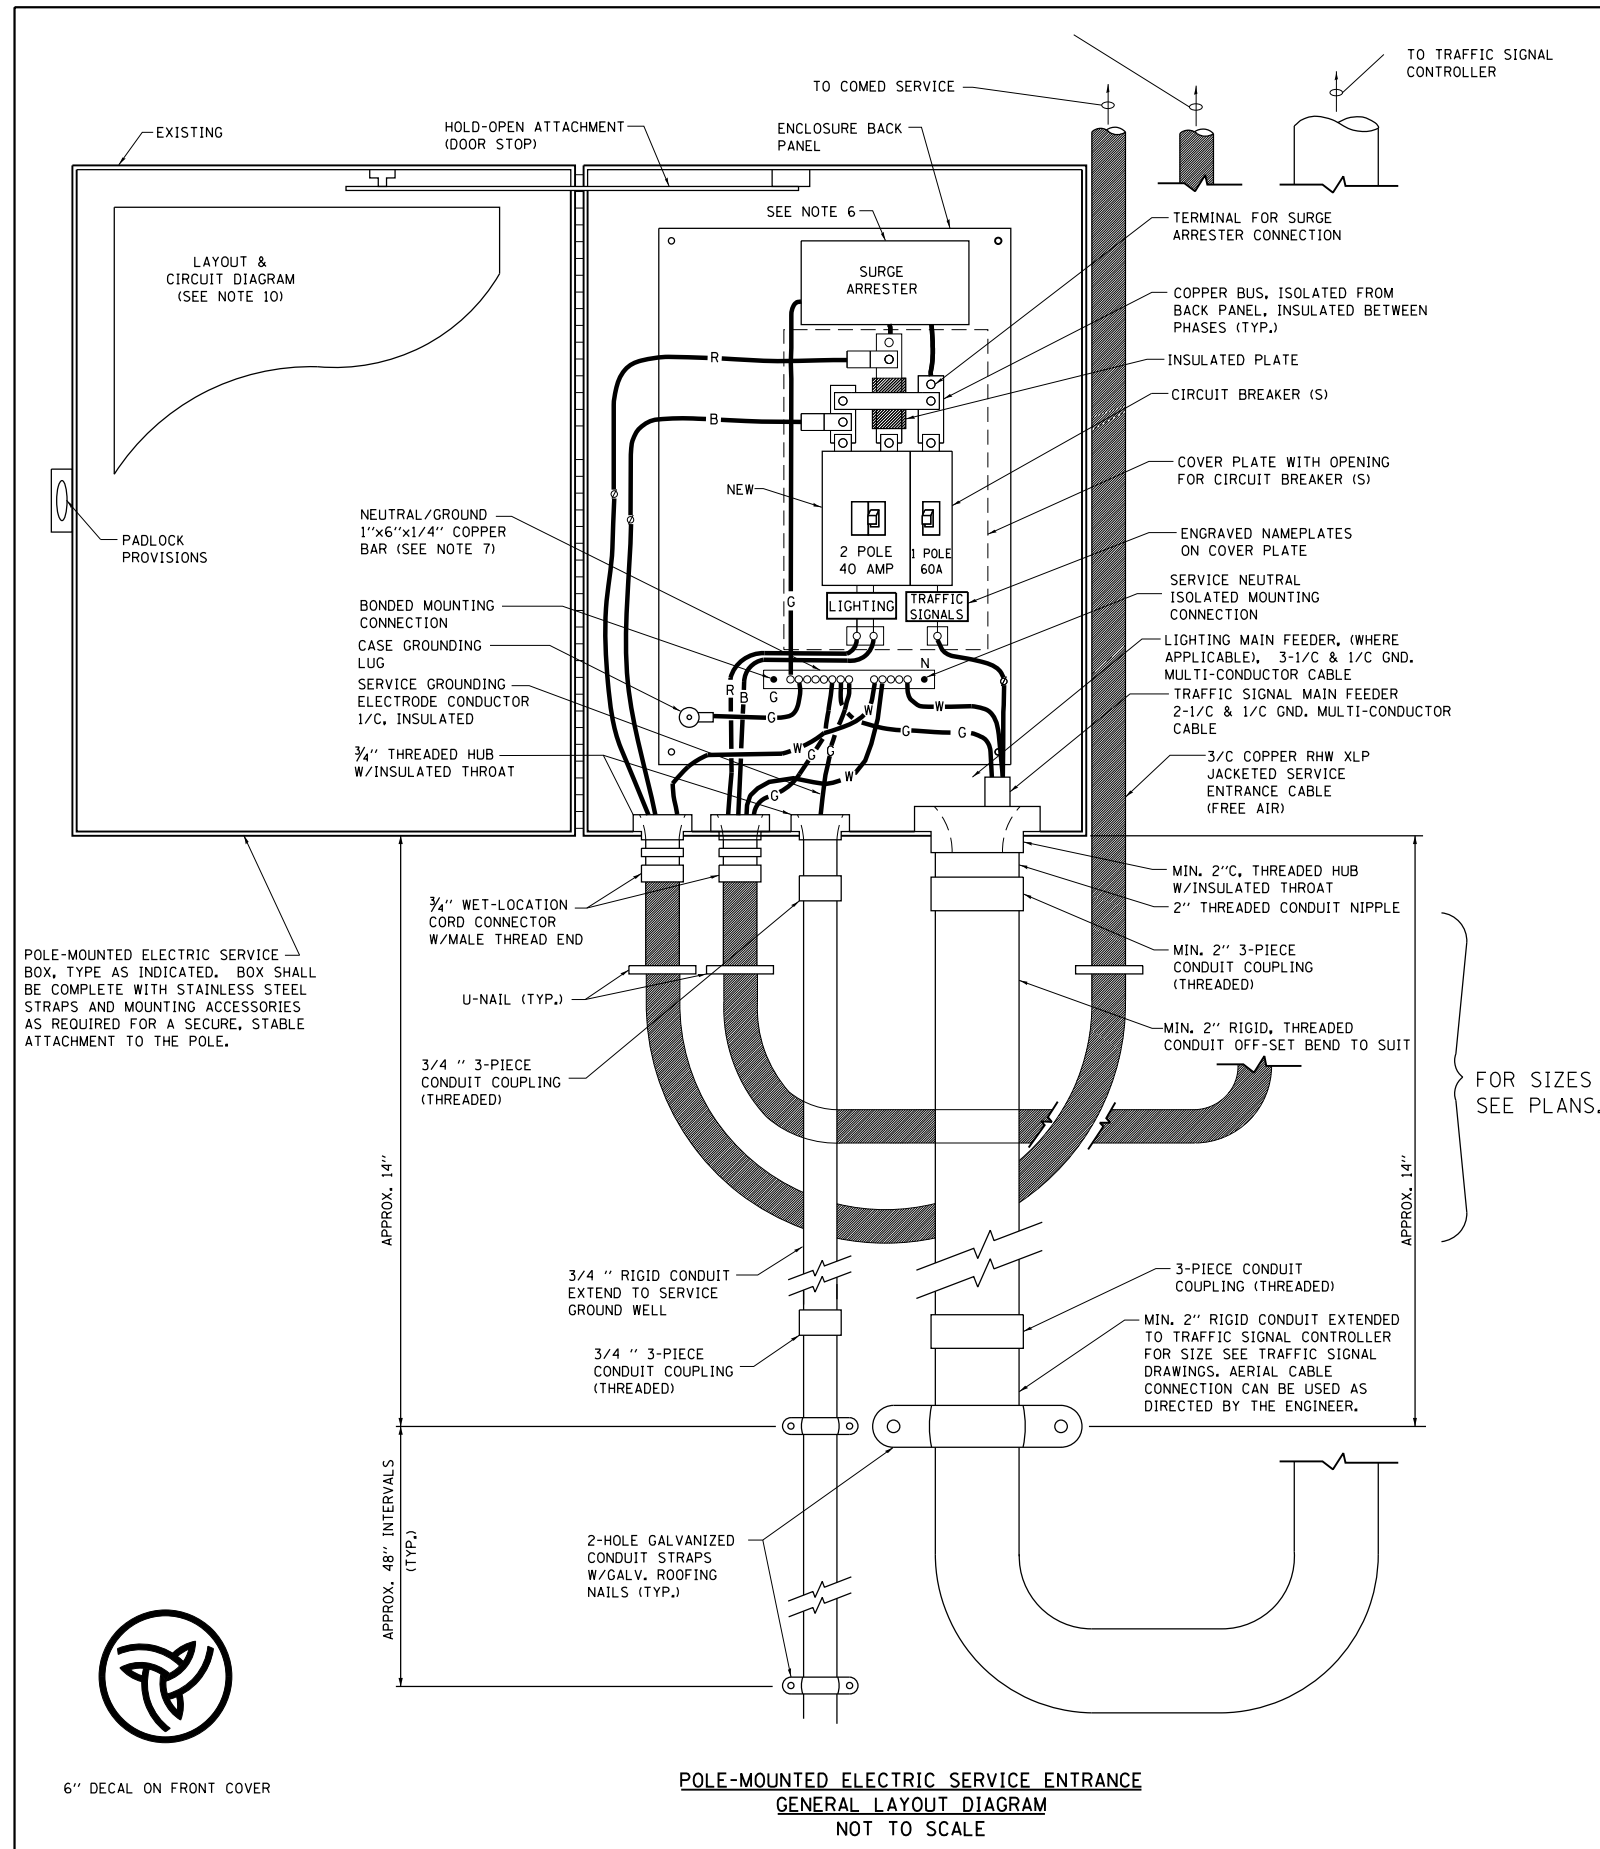 TO TRAFFIC SIGNAL
CONTROLLER
TO COMED SERVICE
EXISTING
HOLD-OPEN ATTACHMENT
(DOOR STOP)
ENCLOSURE BACK
PANEL
SEE NOTE 6
LAYOUT &
CIRCUIT DIAGRAM
(SEE NOTE 10)
SURGE
ARRESTER
TERMINAL FOR SURGE
ARRESTER CONNECTION
COPPER BUS, ISOLATED FROM
BACK PANEL, INSULATED BETWEEN
PHASES (TYP.)
R
INSULATED PLATE
B
CIRCUIT BREAKER (S)
NEW
COVER PLATE WITH OPENING
FOR CIRCUIT BREAKER (S)
Ø
Ø
PADLOCK
PROVISIONS
NEUTRAL/GROUND
1"x6"x1/4" COPPER
BAR (SEE NOTE 7)
2 POLE
40 AMP
1 POLE
60A
ENGRAVED NAMEPLATES
ON COVER PLATE
G
LIGHTING
TRAFFIC
SIGNALS
SERVICE NEUTRAL
ISOLATED MOUNTING
CONNECTION
BONDED MOUNTING
CONNECTION
CASE GROUNDING
LUG
SERVICE GROUNDING
ELECTRODE CONDUCTOR
1/C, INSULATED
3/4" THREADED HUB
W/INSULATED THROAT
N
R
B
G
G
W
W
G
G
W
G
G
W
G
Ø
LIGHTING MAIN FEEDER, (WHERE
APPLICABLE), 3-1/C & 1/C GND.
MULTI-CONDUCTOR CABLE
TRAFFIC SIGNAL MAIN FEEDER
2-1/C & 1/C GND. MULTI-CONDUCTOR
CABLE
3/C COPPER RHW XLP
JACKETED SERVICE
ENTRANCE CABLE
(FREE AIR)
MIN. 2"C, THREADED HUB
W/INSULATED THROAT
2" THREADED CONDUIT NIPPLE
3/4" WET-LOCATION
CORD CONNECTOR
W/MALE THREAD END
MIN. 2" 3-PIECE
CONDUIT COUPLING
(THREADED)
POLE-MOUNTED ELECTRIC SERVICE
BOX, TYPE AS INDICATED. BOX SHALL
BE COMPLETE WITH STAINLESS STEEL
STRAPS AND MOUNTING ACCESSORIES
AS REQUIRED FOR A SECURE, STABLE
ATTACHMENT TO THE POLE.
U-NAIL (TYP.)
MIN. 2" RIGID, THREADED
CONDUIT OFF-SET BEND TO SUIT
3/4 " 3-PIECE
CONDUIT COUPLING
(THREADED)
FOR SIZES
SEE PLANS.
APPROX. 14"
APPROX. 14"
3/4 " RIGID CONDUIT
EXTEND TO SERVICE
GROUND WELL
3-PIECE CONDUIT
COUPLING (THREADED)
3/4 " 3-PIECE
CONDUIT COUPLING
(THREADED)
MIN. 2" RIGID CONDUIT EXTENDED
TO TRAFFIC SIGNAL CONTROLLER
FOR SIZE SEE TRAFFIC SIGNAL
DRAWINGS. AERIAL CABLE
CONNECTION CAN BE USED AS
DIRECTED BY THE ENGINEER.
APPROX. 48" INTERVALS
(TYP.)
2-HOLE GALVANIZED
CONDUIT STRAPS
W/GALV. ROOFING
NAILS (TYP.)
6" DECAL ON FRONT COVER
POLE-MOUNTED ELECTRIC SERVICE ENTRANCE
GENERAL LAYOUT DIAGRAM
NOT TO SCALE